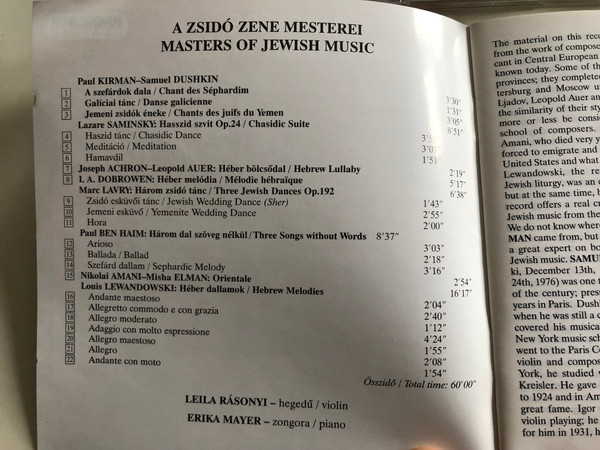 A ZSIDÓ ZENE MESTEREI
MASTERS OF JEWISH MUSIC
Paul KIRMAN–Samuel DUSHKIN
1 A szefárdok dala / Chant des Séphardim 3'30"
2 Galíciai tánc / Danse galicienne 1'31"
3 Jemeni zsidók éneke / Chants des juifs du Yemen 3'05"
Lazare SAMINSKY: Hasszid szvit Op.24 / Chasidic Suite 8'51"
4 Haszid tánc / Chasidic Dance
5 Meditáció / Meditation
6 Hamavdil 1'51"
7 Joseph ACHRON–Leopold AUER: Héber bölcsődal / Hebrew Lullaby 2'19"
8 I. A. DOBROWEN: Héber melódia / Mélodie hébraïque 5'17"
Marc LAVRY: Három zsidó tánc / Three Jewish Dances Op.192 6'38"
9 Zsidó esküvői tánc / Jewish Wedding Dance (Sher) 1'43"
10 Jemeni esküvő / Yemenite Wedding Dance 2'55"
11 Hora 2'00"
Paul BEN HAIM: Három dal szöveg nélkül / Three Songs without Words 8'37"
12 Arioso 3'03"
13 Ballada / Ballad 2'18"
14 Szefárd dallam / Sephardic Melody 3'16"
15 Nikolai AMANI–Misha ELMAN: Orientale 2'54"
Louis LEWANDOWSKI: Héber dallamok / Hebrew Melodies 16'17"
16 Andante maestoso 2'04"
17 Allegretto commodo e con grazia 2'40"
18 Allegro moderato 1'12"
19 Adaggio con molto espressione 4'24"
20 Allegro maestoso 1'55"
21 Allegro 2'08"
22 Andante con moto 1'54"
Összidő / Total time: 60'00"
LEILA RÁSONYI – hegedű / violin
ERIKA MAYER – zongora / piano
The material on this rec
from the work of compose
cant in Central European
known today. Some of th
provinces; they completed
tersburg and Moscow u
Ljadov, Leopold Auer and
the similarity of their sty
more or less be consid
school of composers.
Amani, who died very y
forced to emigrate and
United States and what
Lewandowski, the re
Jewish liturgy, was an
but at the same time, b
record offers a real cr
Jewish music from the
We do not know where
MAN came from, but
a great expert on bo
Jewish music. SAMU
ki, December 13th,
24th, 1976) was one t
of the century; presu
years in Paris. Dush
when he was still a c
covered his musica
New York music sch
went to the Paris C
violin and compos
York, he studied
Kreisler. He gave
to 1924 and in Am
great fame. Igor
violin playing; he
for him in 1931, h